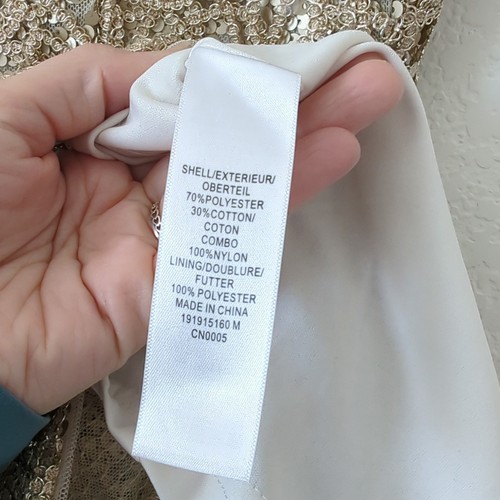 SHELL/EXTERIEUR/
OBERTEIL
70%POLYESTER
30%COTTON/
COTON
COMBO
100%NYLON
LINING/DOUBLURE/
FUTTER
100% POLYESTER
MADE IN CHINA
191915160 M
CN0005